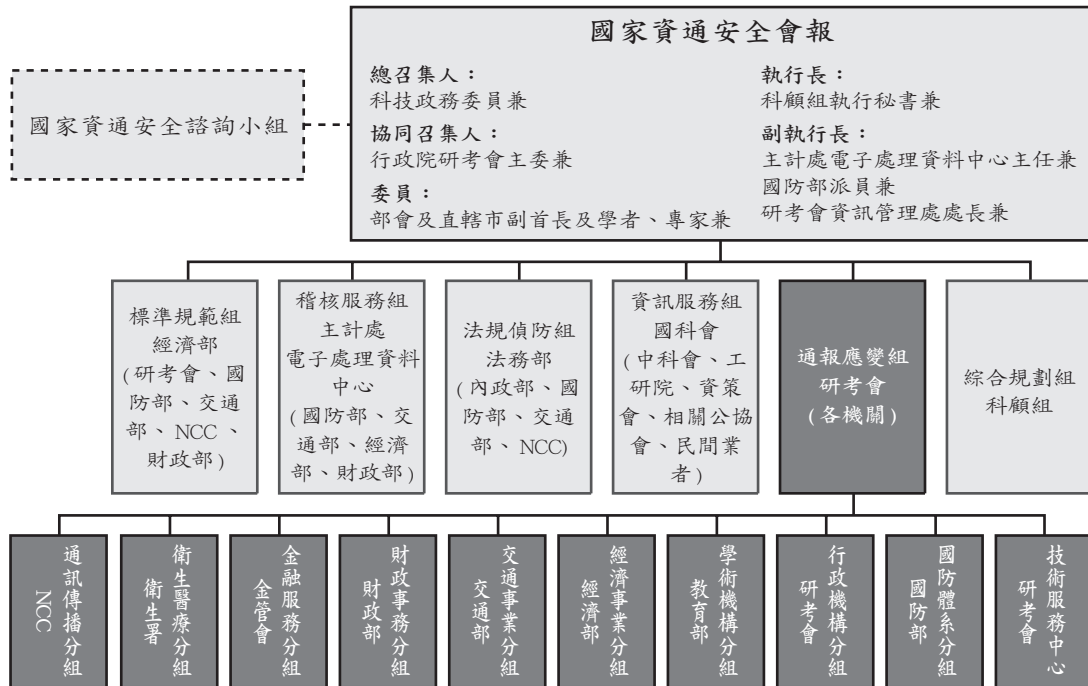 國家資通安全會報
國家資通安全諮詢小組
總召集人：
科技政務委員兼
協同召集人：
行政院研考會主委兼
委員：
部會及直轄市副首長及學者、專家兼
執行長：
科顧組執行秘書兼
副執行長：
主計處電子處理資料中心主任兼
國防部派員兼
研考會資訊管理處處長兼
標準規範組
經濟部
(研考會、國
防部、交通
部、NCC、
財政部)
稽核服務組
主計處
電子處理資料
中心
(國防部、交
通部、經濟
部、財政部)
法規偵防組
法務部
(內政部、國
防部、交通
部、NCC)
資訊服務組
國科會
(中科會、工
研院、資策
會、相關公協
會、民間業
者)
通報應變組
研考會
(各機關)
綜合規劃組
科顧組
通訊傳播分組
NCC
衛生醫療分組
衛生署
金融服務分組
金管會
財政事務分組
財政部
交通事業分組
交通部
經濟事業分組
經濟部
學術機構分組
教育部
行政機構分組
研考會
國防體系分組
國防部
技術服務中心
研考會